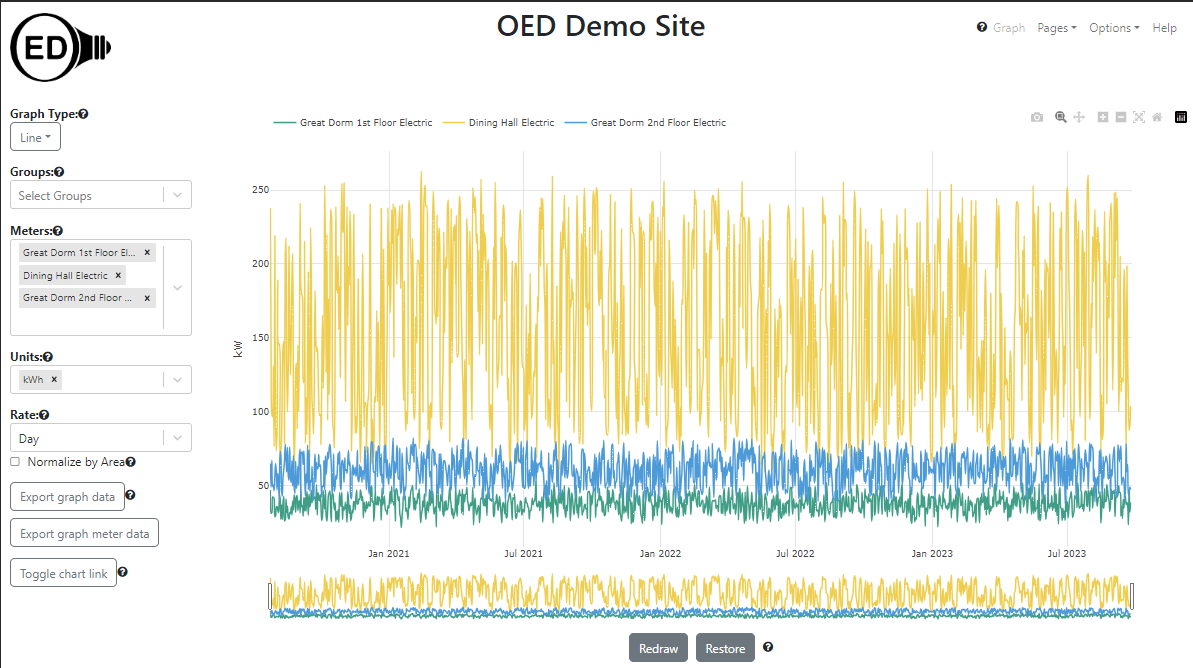 OED Demo Site
ED
Graph Pages Options Help
Graph Type:
Line
Groups:
Select Groups
Meters:
Great Dorm 1st Floor El...
Dining Hall Electric
Great Dorm 2nd Floor ...
Units:
kWh
Rate:
Day
Normalize by Area
Export graph data
Export graph meter data
Toggle chart link
Great Dorm 1st Floor Electric Dining Hall Electric Great Dorm 2nd Floor Electric
kW
250
200
150
100
50
Jan 2021 Jul 2021 Jan 2022 Jul 2022 Jan 2023 Jul 2023
Redraw Restore